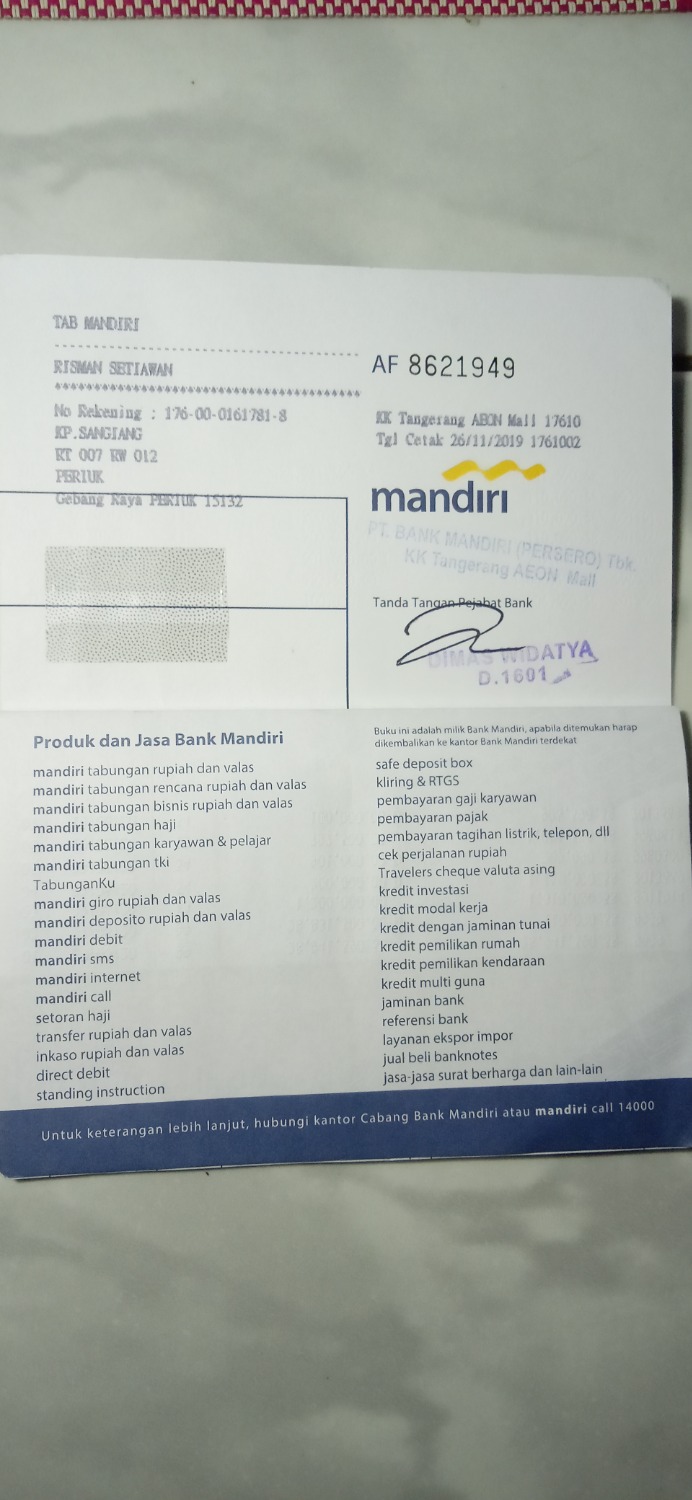 TAB MANDIRI
RISMAN SETIAWAN
No Rekening : 176-00-0161781-8
KP.SANGIANG
RT 007 RW 012
PERIUK
Gebang Raya PERIUK 15132
AF 8621949
KK Tangerang AEON Mall 17610
Tgl Cetak 26/11/2019 1761002
mandiri
PT. BANK MANDIRI (PERSERO) Tbk.
KK Tangerang AEON Mall
Tanda Tangan Pejabat Bank
DIMAS WIDATYA
D.1601
Produk dan Jasa Bank Mandiri
mandiri tabungan rupiah dan valas
mandiri tabungan rencana rupiah dan valas
mandiri tabungan bisnis rupiah dan valas
mandiri tabungan haji
mandiri tabungan karyawan & pelajar
mandiri tabungan tki
TabunganKu
mandiri giro rupiah dan valas
mandiri deposito rupiah dan valas
mandiri debit
mandiri sms
mandiri internet
mandiri call
setoran haji
transfer rupiah dan valas
inkaso rupiah dan valas
direct debit
standing instruction
Buku ini adalah milik Bank Mandiri, apabila ditemukan harap
dikembalikan ke kantor Bank Mandiri terdekat
safe deposit box
kliring & RTGS
pembayaran gaji karyawan
pembayaran pajak
pembayaran tagihan listrik, telepon, dll
cek perjalanan rupiah
Travelers cheque valuta asing
kredit investasi
kredit modal kerja
kredit dengan jaminan tunai
kredit pemilikan rumah
kredit pemilikan kendaraan
kredit multi guna
jaminan bank
referensi bank
layanan ekspor impor
jual beli banknotes
jasa-jasa surat berharga dan lain-lain
Untuk keterangan lebih lanjut, hubungi kantor Cabang Bank Mandiri atau mandiri call 14000